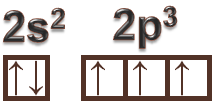 2s² 2p³
↑↓ ↑ ↑ ↑